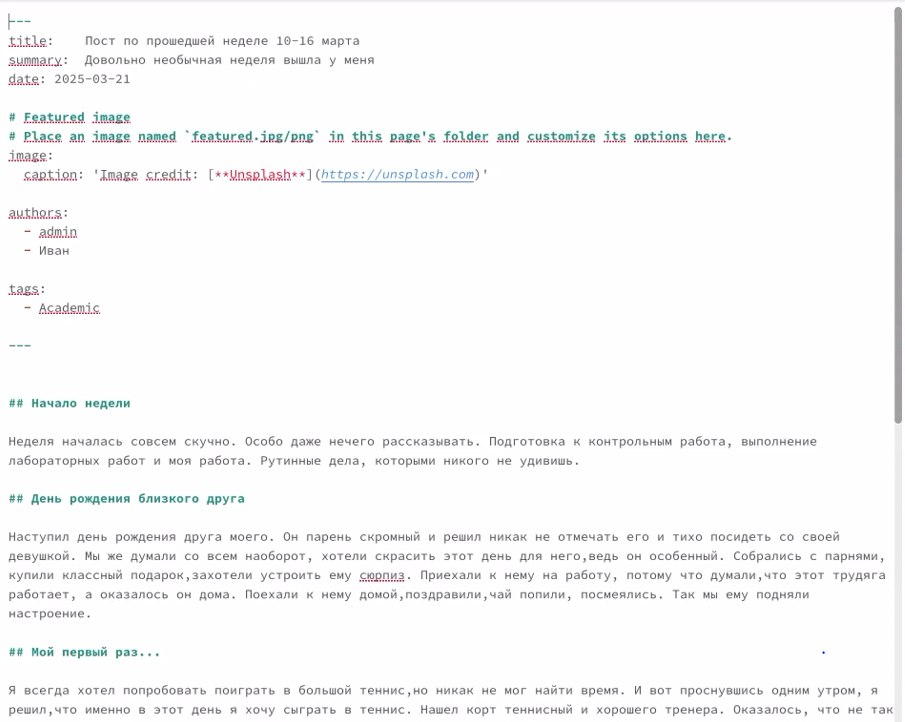 ---
title:    Пост по прошедшей неделе 10-16 марта
summary:  Довольно необычная неделя вышла у меня
date: 2025-03-21
# Featured image
# Place an image named `featured.jpg/png` in this page's folder and customize its options here.
image:
  caption: 'Image credit: [**Unsplash**](https://unsplash.com)'
authors:
  - admin
  - Иван
tags:
  - Academic
---
## Начало недели
Неделя началась совсем скучно. Особо даже нечего рассказывать. Подготовка к контрольным работа, выполнение
лабораторных работ и моя работа. Рутинные дела, которыми никого не удивишь.
## День рождения близкого друга
Наступил день рождения друга моего. Он парень скромный и решил никак не отмечать его и тихо посидеть со своей
девушкой. Мы же думали со всем наоборот, хотели скрасить этот день для него,ведь он особенный. Собрались с парнями,
купили классный подарок,захотели устроить ему сюрпиз. Приехали к нему на работу, потому что думали,что этот трудяга
работает, а оказалось он дома. Поехали к нему домой,поздравили,чай попили, посмеялись. Так мы ему подняли
настроение.
## Мой первый раз...
Я всегда хотел попробовать поиграть в большой теннис,но никак не мог найти время. И вот проснувшись одним утром, я
решил,что именно в этот день я хочу сыграть в теннис. Нашел корт теннисный и хорошего тренера. Оказалось, что не так